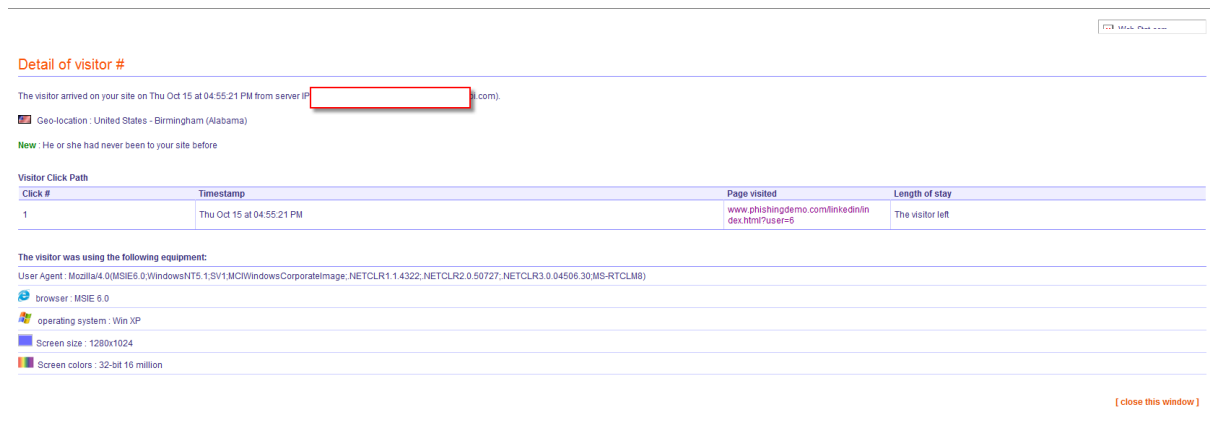 Web-Stat.com
Detail of visitor #
The visitor arrived on your site on Thu Oct 15 at 04:55:21 PM from server IP
.com).
Geo-location : United States - Birmingham (Alabama)
New : He or she had never been to your site before
Visitor Click Path
Click # Timestamp Page visited Length of stay
1 Thu Oct 15 at 04:55:21 PM www.phishingdemo.com/linkedin/in The visitor left
dex.html?user=6
The visitor was using the following equipment:
User Agent : Mozilla/4.0(MSIE6.0;WindowsNT5.1;SV1;MCIWindowsCorporateImage;.NETCLR1.1.4322;.NETCLR2.0.50727;.NETCLR3.0.04506.30;MS-RTCLM8)
browser : MSIE 6.0
operating system : Win XP
Screen size : 1280x1024
Screen colors : 32-bit 16 million
[ close this window ]